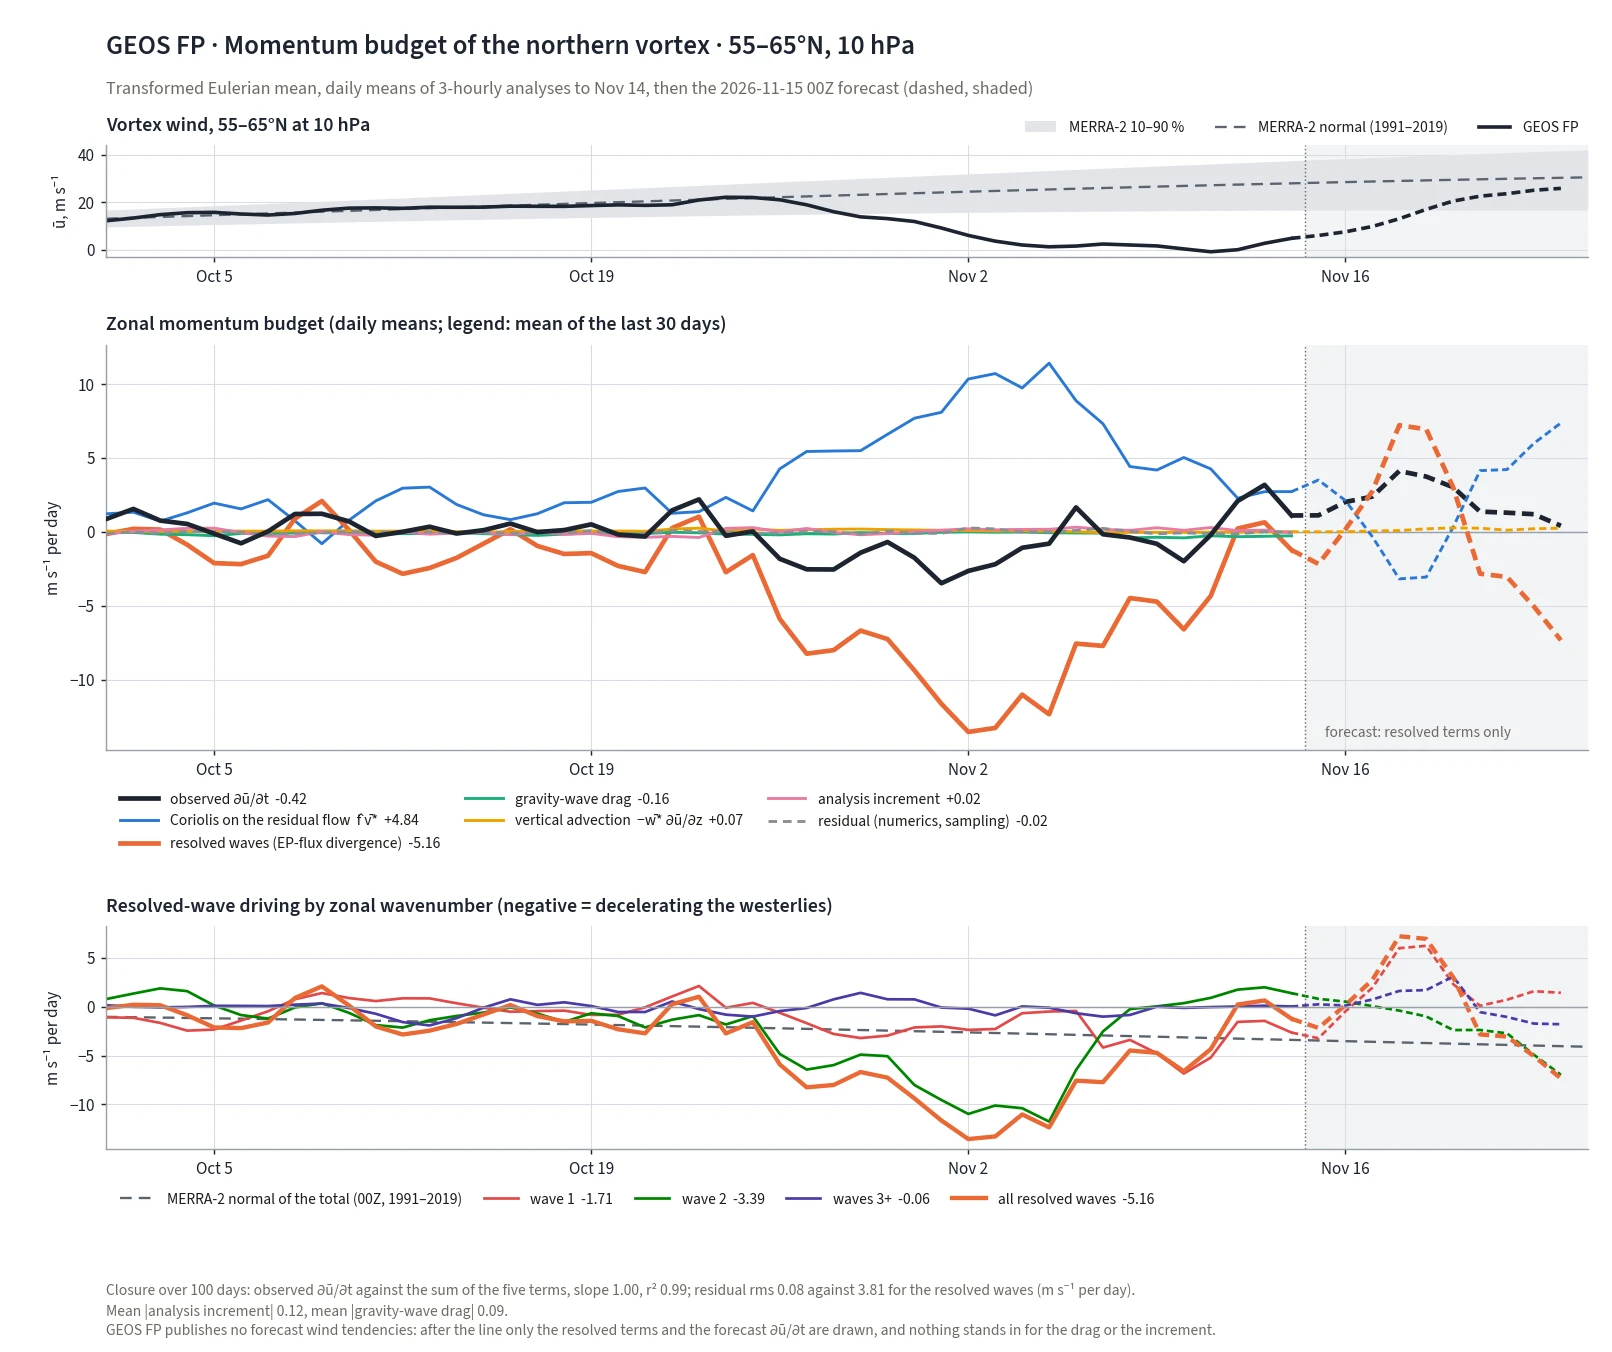 GEOS FP · Momentum budget of the northern vortex · 55–65°N, 10 hPa
Transformed Eulerian mean, daily means of 3-hourly analyses to Nov 14, then the 2026-11-15 00Z forecast (dashed, shaded)
Vortex wind, 55–65°N at 10 hPa
MERRA-2 10–90 %
MERRA-2 normal (1991–2019)
GEOS FP
ū, m s⁻¹
40
20
0
Oct 5
Oct 19
Nov 2
Nov 16
Zonal momentum budget (daily means; legend: mean of the last 30 days)
m s⁻¹ per day
10
5
0
−5
−10
forecast: resolved terms only
Oct 5
Oct 19
Nov 2
Nov 16
observed ∂ū/∂t -0.42
Coriolis on the residual flow f v̄* +4.84
resolved waves (EP-flux divergence) -5.16
gravity-wave drag -0.16
vertical advection −w̄* ∂ū/∂z +0.07
analysis increment +0.02
residual (numerics, sampling) -0.02
Resolved-wave driving by zonal wavenumber (negative = decelerating the westerlies)
m s⁻¹ per day
5
0
−5
−10
Oct 5
Oct 19
Nov 2
Nov 16
MERRA-2 normal of the total (00Z, 1991–2019)
wave 1 -1.71
wave 2 -3.39
waves 3+ -0.06
all resolved waves -5.16
Closure over 100 days: observed ∂ū/∂t against the sum of the five terms, slope 1.00, r² 0.99; residual rms 0.08 against 3.81 for the resolved waves (m s⁻¹ per day).
Mean |analysis increment| 0.12, mean |gravity-wave drag| 0.09.
GEOS FP publishes no forecast wind tendencies: after the line only the resolved terms and the forecast ∂ū/∂t are drawn, and nothing stands in for the drag or the increment.